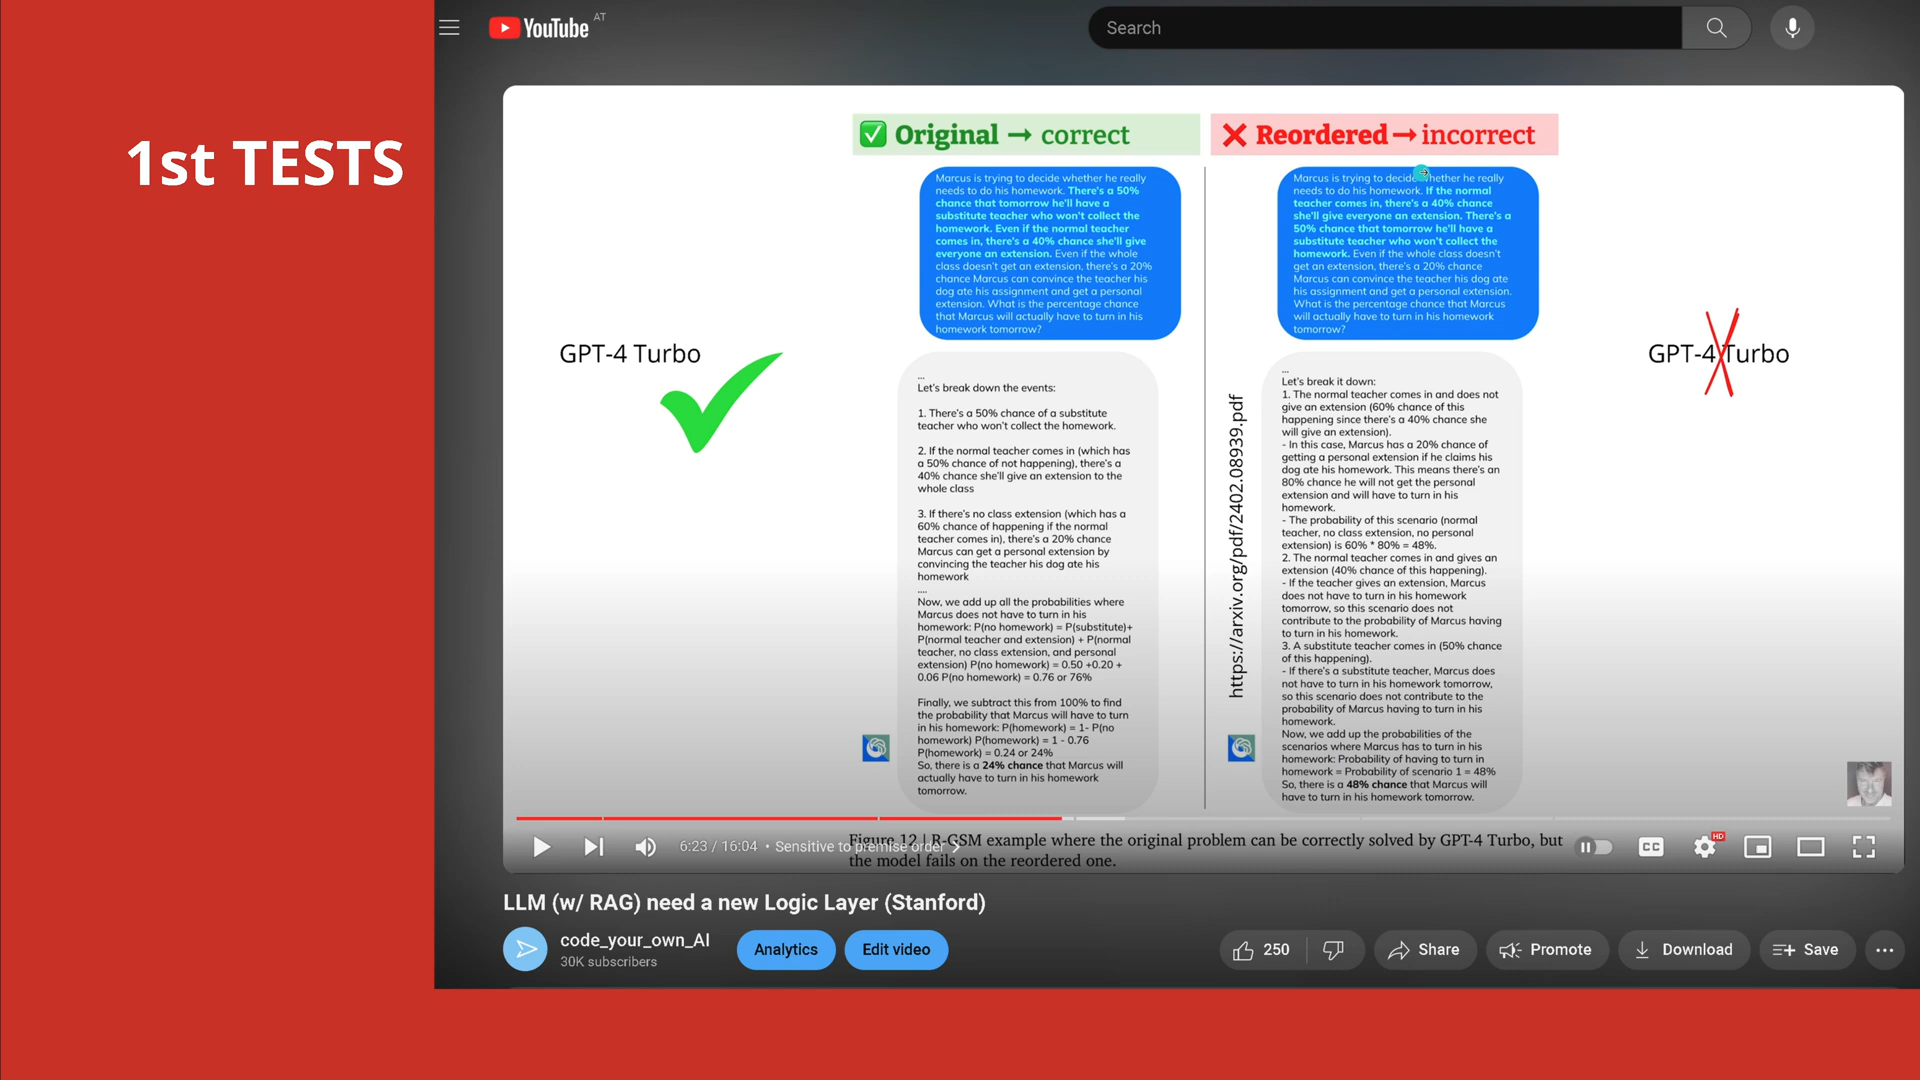 1st TESTS
YouTube AT
Search
Original → correct
Reordered → incorrect
Marcus is trying to decide whether he really
needs to do his homework. There's a 50%
chance that tomorrow he'll have a
substitute teacher who won't collect the
homework. Even if the normal teacher
comes in, there's a 40% chance she'll give
everyone an extension. Even if the whole
class doesn't get an extension, there's a 20%
chance Marcus can convince the teacher his
dog ate his assignment and get a personal
extension. What is the percentage chance
that Marcus will actually have to turn in his
homework tomorrow?
Marcus is trying to decide whether he really
needs to do his homework. If the normal
teacher comes in, there's a 40% chance
she'll give everyone an extension. There's a
50% chance that tomorrow he'll have a
substitute teacher who won't collect the
homework. Even if the whole class doesn't
get an extension, there's a 20% chance
Marcus can convince the teacher his dog ate
his assignment and get a personal extension.
What is the percentage chance that Marcus
will actually have to turn in his homework
tomorrow?
GPT-4 Turbo
GPT-4 Turbo
...
Let's break down the events:
1. There's a 50% chance of a substitute
teacher who won't collect the homework.
2. If the normal teacher comes in (which has
a 50% chance of not happening), there's a
40% chance she'll give an extension to the
whole class
3. If there's no class extension (which has a
60% chance of happening if the normal
teacher comes in), there's a 20% chance
Marcus can get a personal extension by
convincing the teacher his dog ate his
homework
....
Now, we add up all the probabilities where
Marcus does not have to turn in his
homework: P(no homework) = P(substitute)+
P(normal teacher and extension) + P(normal
teacher, no class extension, and personal
extension) P(no homework) = 0.50 +0.20 +
0.06 P(no homework) = 0.76 or 76%
Finally, we subtract this from 100% to find
the probability that Marcus will have to turn
in his homework: P(homework) = 1- P(no
homework) P(homework) = 1 - 0.76
P(homework) = 0.24 or 24%
So, there is a 24% chance that Marcus will
actually have to turn in his homework
tomorrow.
https://arxiv.org/pdf/2402.08939.pdf
...
Let's break it down:
1. The normal teacher comes in and does not
give an extension (60% chance of this
happening since there's a 40% chance she
will give an extension).
- In this case, Marcus has a 20% chance of
getting a personal extension if he claims his
dog ate his homework. This means there's an
80% chance he will not get the personal
extension and will have to turn in his
homework.
- The probability of this scenario (normal
teacher, no class extension, no personal
extension) is 60% * 80% = 48%.
2. The normal teacher comes in and gives an
extension (40% chance of this happening).
- If the teacher gives an extension, Marcus
does not have to turn in his homework
tomorrow, so this scenario does not
contribute to the probability of Marcus having
to turn in his homework.
3. A substitute teacher comes in (50% chance
of this happening).
- If there's a substitute teacher, Marcus does
not have to turn in his homework tomorrow,
so this scenario does not contribute to the
probability of Marcus having to turn in his
homework.
Now, we add up the probabilities of the
scenarios where Marcus has to turn in his
homework: Probability of having to turn in
homework = Probability of scenario 1 = 48%
So, there is a 48% chance that Marcus will
have to turn in his homework tomorrow.
Figure 12 | R-GSM example where the original problem can be correctly solved by GPT-4 Turbo, but
the model fails on the reordered one.
6:23 / 16:04 • Sensitive to premise order
CC
HD
LLM (w/ RAG) need a new Logic Layer (Stanford)
code_your_own_AI
30K subscribers
Analytics
Edit video
250
Share
Promote
Download
Save